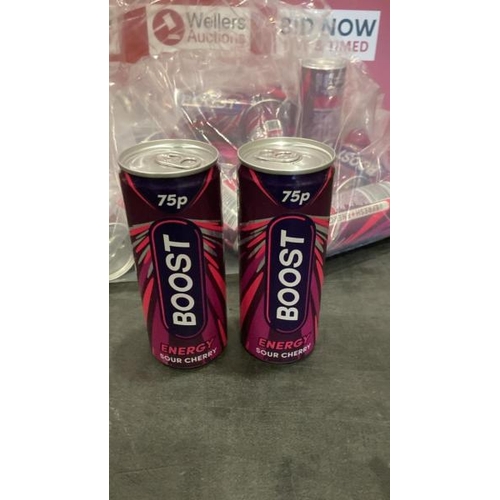 Wellers
Auctions
BID NOW
TIMED
75p
BOOST
ENERGY
SOUR CHERRY
75p
BOOST
ENERGY
SOUR CHERRY